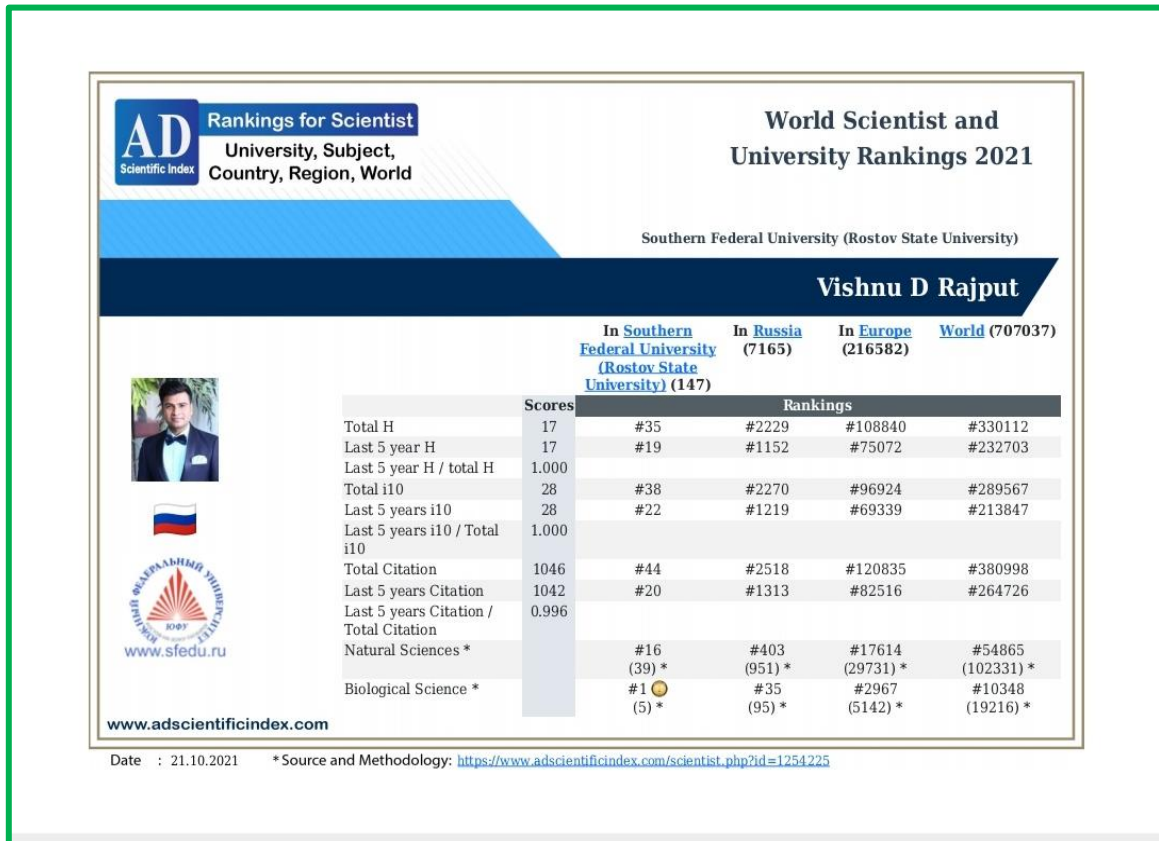 AD
Scientific Index
Rankings for Scientist
University, Subject,
Country, Region, World
World Scientist and
University Rankings 2021
Southern Federal University (Rostov State University)
Vishnu D Rajput
In Southern Federal University (Rostov State University) (147) In Russia (7165) In Europe (216582) World (707037)
Scores Rankings
Total H 17 #35 #2229 #108840 #330112
Last 5 year H 17 #19 #1152 #75072 #232703
Last 5 year H / total H 1.000
Total i10 28 #38 #2270 #96924 #289567
Last 5 years i10 28 #22 #1219 #69339 #213847
Last 5 years i10 / Total 1.000
i10
Total Citation 1046 #44 #2518 #120835 #380998
Last 5 years Citation 1042 #20 #1313 #82516 #264726
Last 5 years Citation / 0.996
Total Citation
Natural Sciences * #16 #403 #17614 #54865
(39) * (951) * (29731) * (102331) *
Biological Science * #1 #35 #2967 #10348
(5) * (95) * (5142) * (19216) *
ЮЖНЫЙ ФЕДЕРАЛЬНЫЙ УНИВЕРСИТЕТ
ЮФУ
www.sfedu.ru
www.adscientificindex.com
Date : 21.10.2021 * Source and Methodology: https://www.adscientificindex.com/scientist.php?id=1254225